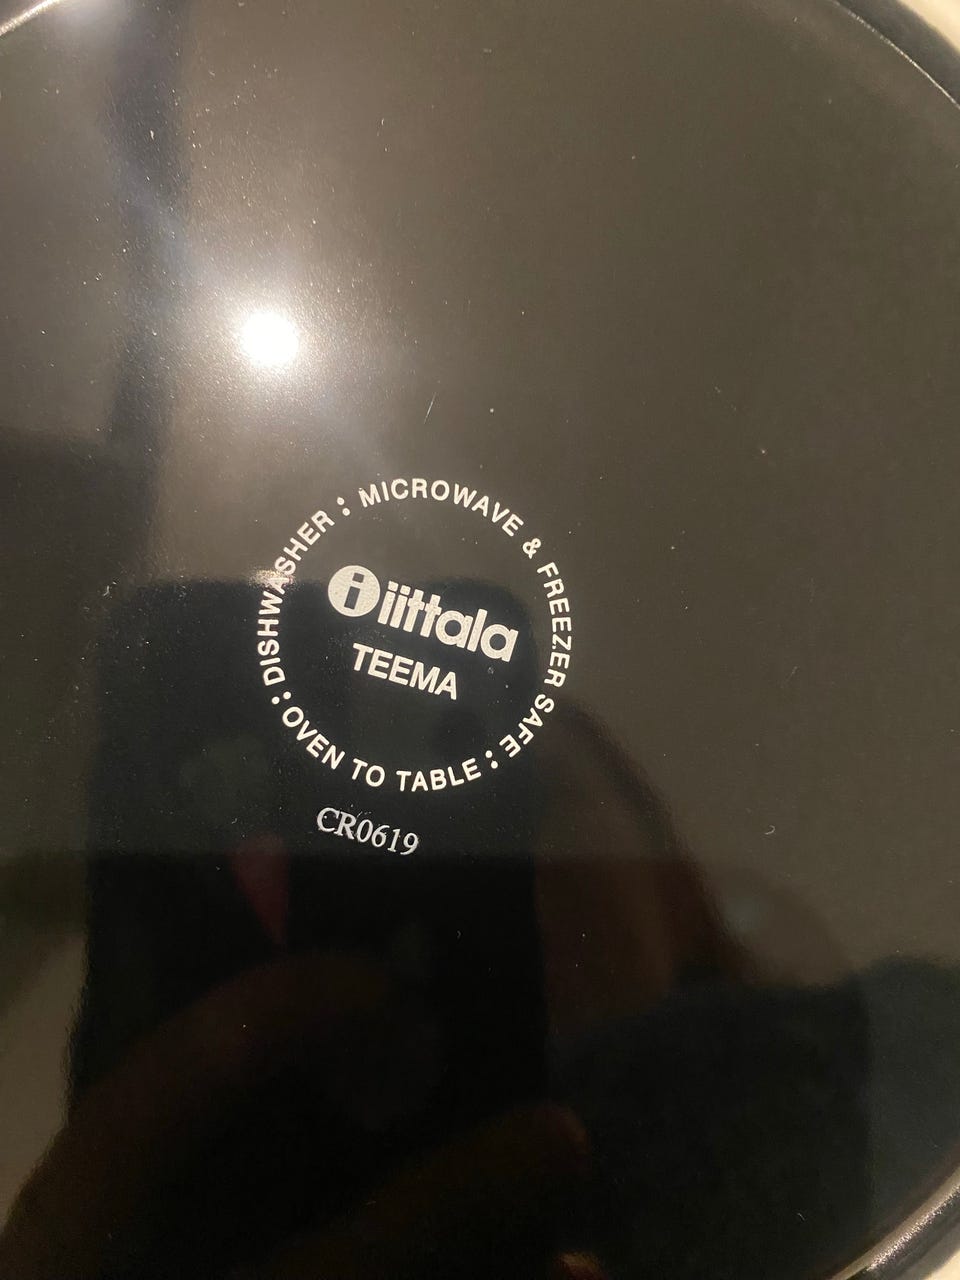 DISHWASHER : MICROWAVE & FREEZER SAFE : OVEN TO TABLE :
i iittala
TEEMA
CR0619